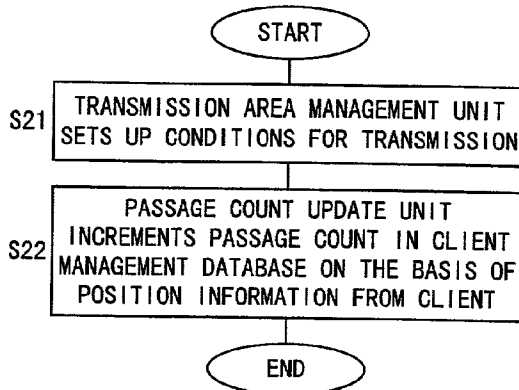 START
S21
TRANSMISSION AREA MANAGEMENT UNIT
SETS UP CONDITIONS FOR TRANSMISSION
S22
PASSAGE COUNT UPDATE UNIT
INCREMENTS PASSAGE COUNT IN CLIENT
MANAGEMENT DATABASE ON THE BASIS OF
POSITION INFORMATION FROM CLIENT
END